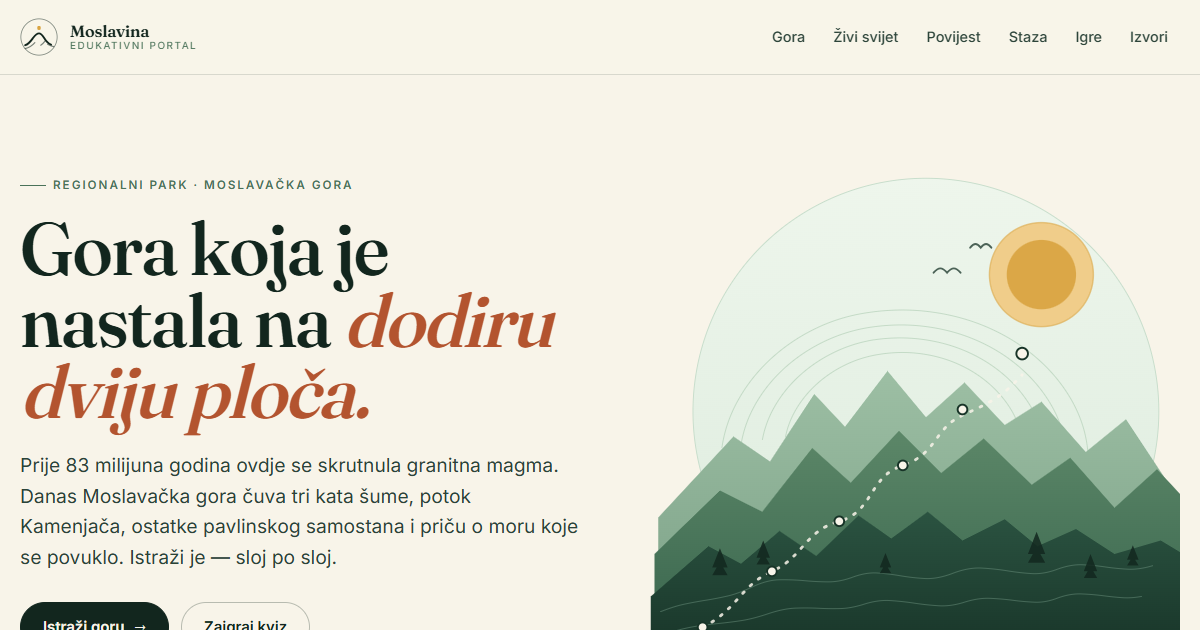 Moslavina
EDUKATIVNI PORTAL
Gora Živi svijet Povijest Staza Igre Izvori
REGIONALNI PARK · MOSLAVAČKA GORA
Gora koja je
nastala na dodiru
dviju ploča.
Prije 83 milijuna godina ovdje se skrutnula granitna magma.
Danas Moslavačka gora čuva tri kata šume, potok
Kamenjača, ostatke pavlinskog samostana i priču o moru koje
se povuklo. Istraži je — sloj po sloj.
Istraži goru →
Zaigraj kviz